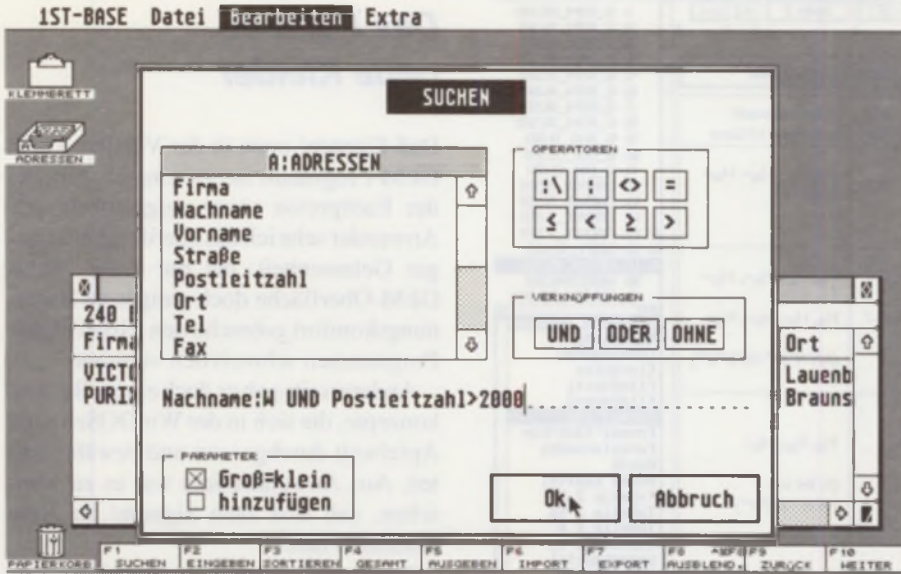 1ST-BASE Datei Bearbeiten Extra
KLEMMBRETT
ADRESSEN
SUCHEN
A:ADRESSEN
Firma
Nachname
Vorname
Straße
Postleitzahl
Ort
Tel
Fax
OPERATOREN
:\ : <> =
≤ < ≥ >
VERKNÜPFUNGEN
UND ODER OHNE
240
Firma
VICTO
PURIX
Ort
Lauenb
Brauns
Nachname:W UND Postleitzahl>2000
PARAMETER
Groß=klein
hinzufügen
Ok
Abbruch
PAPIERKORB
F1 SUCHEN F2 EINGEBEN F3 SORTIEREN F4 GESAMT F5 AUSGEBEN F6 IMPORT F7 EXPORT F8 AUSBLEND. F9 ZURÜCK F10 WEITER